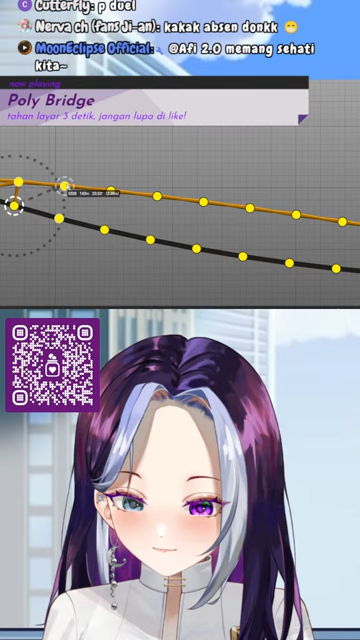 Cutterfly: p duel
Nerva ch (fans Ji-an): kakak absen donkk 😁
MoonEclipse Official: @Afi 2.0 memang sehati
kita~
now playing
Poly Bridge
tahan layar 3 detik, jangan lupa di like!